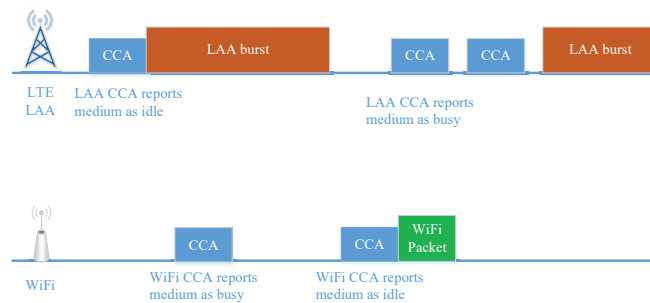 CCA
LAA burst
CCA
CCA
LAA burst
LTE
LAA
LAA CCA reports
medium as idle
LAA CCA reports
medium as busy
CCA
CCA
WiFi
Packet
WiFi
WiFi CCA reports
medium as busy
WiFi CCA reports
medium as idle